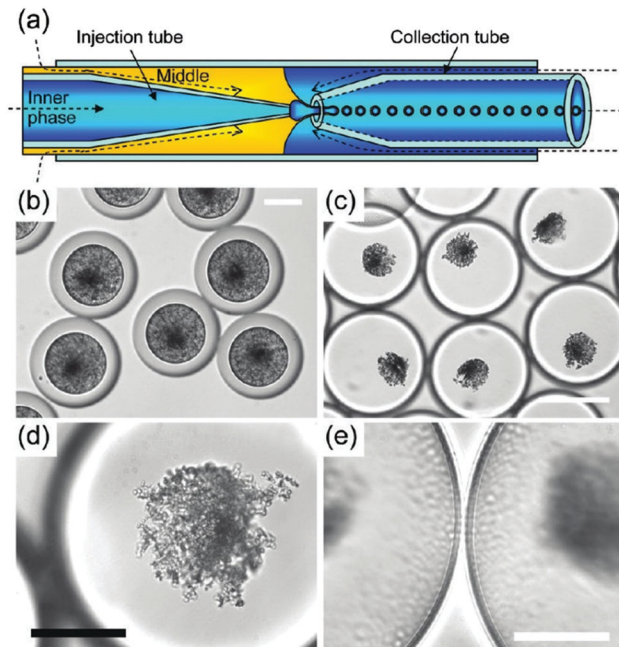 (a)
Injection tube
Collection tube
Middle
Inner
phase
(b)
(c)
(d)
(e)